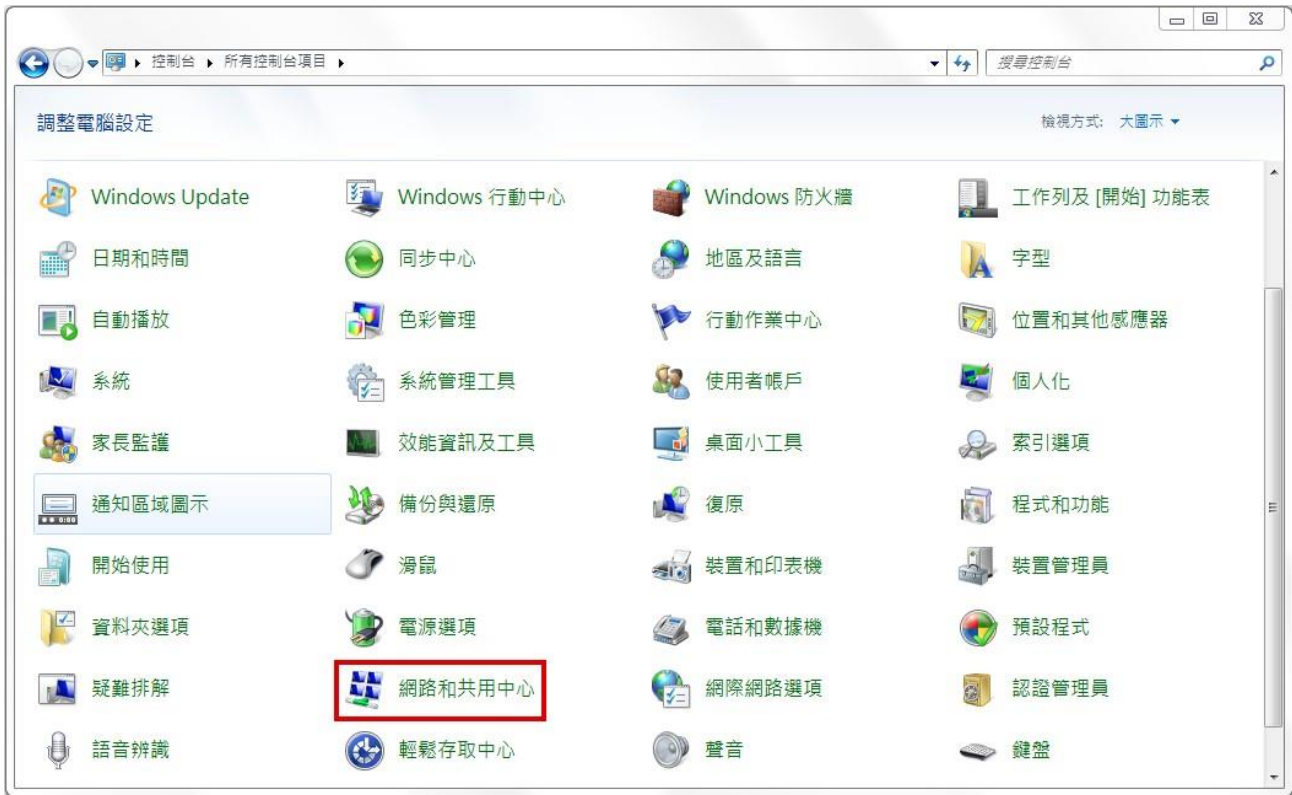 控制台 ▸ 所有控制台項目 ▸
搜尋控制台
調整電腦設定
檢視方式: 大圖示
Windows Update
Windows 行動中心
Windows 防火牆
工作列及 [開始] 功能表
日期和時間
同步中心
地區及語言
字型
自動播放
色彩管理
行動作業中心
位置和其他感應器
系統
系統管理工具
使用者帳戶
個人化
家長監護
效能資訊及工具
桌面小工具
索引選項
通知區域圖示
備份與還原
復原
程式和功能
開始使用
滑鼠
裝置和印表機
裝置管理員
資料夾選項
電源選項
電話和數據機
預設程式
疑難排解
網路和共用中心
網際網路選項
認證管理員
語音辨識
輕鬆存取中心
聲音
鍵盤